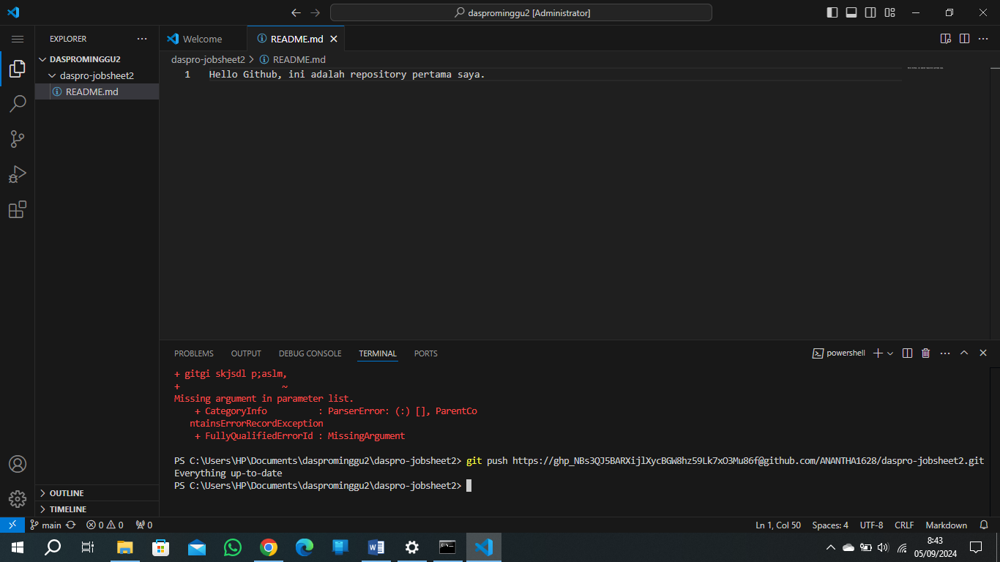 dasprominggu2 [Administrator]
EXPLORER
Welcome
README.md
DASPROMINGGU2
daspro-jobsheet2
README.md
daspro-jobsheet2 > README.md
1 Hello Github, ini adalah repository pertama saya.
PROBLEMS OUTPUT DEBUG CONSOLE TERMINAL PORTS
powershell
+ gitgi skjsdl p;aslm,
+ ~
Missing argument in parameter list.
+ CategoryInfo : ParserError: (:) [], ParentCo
ntainsErrorRecordException
+ FullyQualifiedErrorId : MissingArgument
PS C:\Users\HP\Documents\dasprominggu2\daspro-jobsheet2> git push https://@github.com/ANANTHA1628/daspro-jobsheet2.git
Everything up-to-date
PS C:\Users\HP\Documents\dasprominggu2\daspro-jobsheet2>
OUTLINE
TIMELINE
main 0 0 0
Ln 1, Col 50 Spaces: 4 UTF-8 CRLF Markdown
8:43
05/09/2024